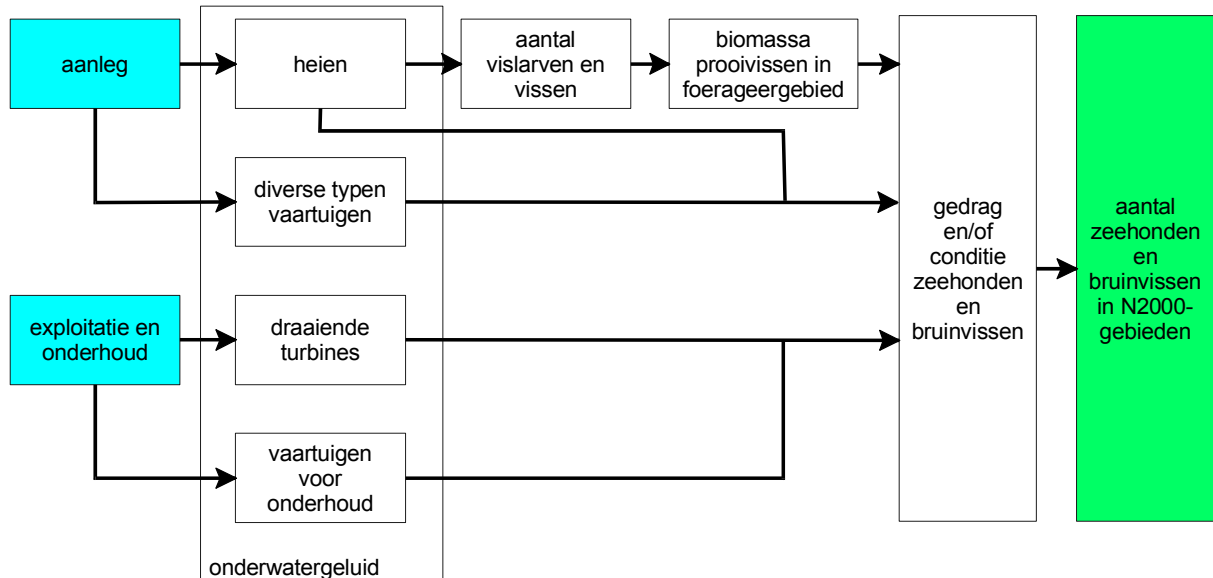 aanleg
heien
aantal
vislarven en
vissen
biomassa
prooivissen in
foerageergebied
diverse typen
vaartuigen
gedrag
en/of
conditie
zeehonden
en
bruinvissen
aantal
zeehonden
en
bruinvissen
in N2000-
gebieden
exploitatie en
onderhoud
draaiende
turbines
vaartuigen
voor
onderhoud
onderwatergeluid